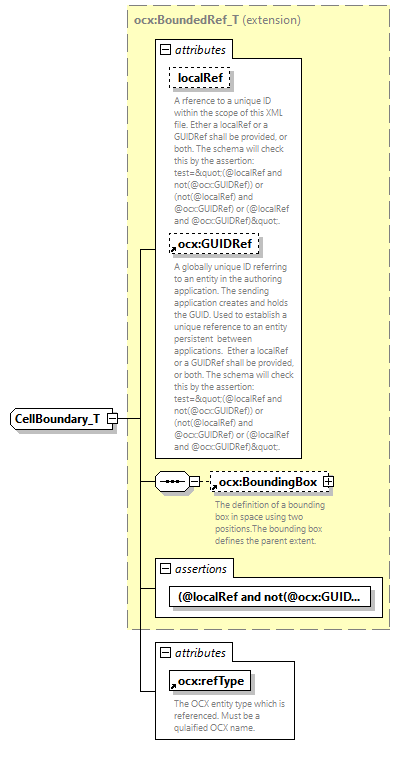 ocx:BoundedRef_T (extension)
attributes
localRef
A rference to a unique ID
within the scope of this XML
file. Ether a localRef or a
GUIDRef shall be provided, or
both. The schema will check
this by the assertion:
test=&quot;(@localRef and
not(@ocx:GUIDRef)) or
(not(@localRef) and
@ocx:GUIDRef) or (@localRef
and @ocx:GUIDRef)&quot;.
ocx:GUIDRef
A globally unique ID referring
to an entity in the authoring
application. The sending
application creates and holds
the GUID. Used to establish a
unique reference to an entity
persistent  between
applications.  Ether a localRef
or a GUIDRef shall be provided,
or both. The schema will check
this by the assertion:
test=&quot;(@localRef and
not(@ocx:GUIDRef)) or
(not(@localRef) and
@ocx:GUIDRef) or (@localRef
and @ocx:GUIDRef)&quot;.
CellBoundary_T
ocx:BoundingBox
The definition of a bounding
box in space using two
positions.The bounding box
defines the parent extent.
assertions
(@localRef and not(@ocx:GUID...
attributes
ocx:refType
The OCX entity type which is
referenced. Must be a
qulaified OCX name.